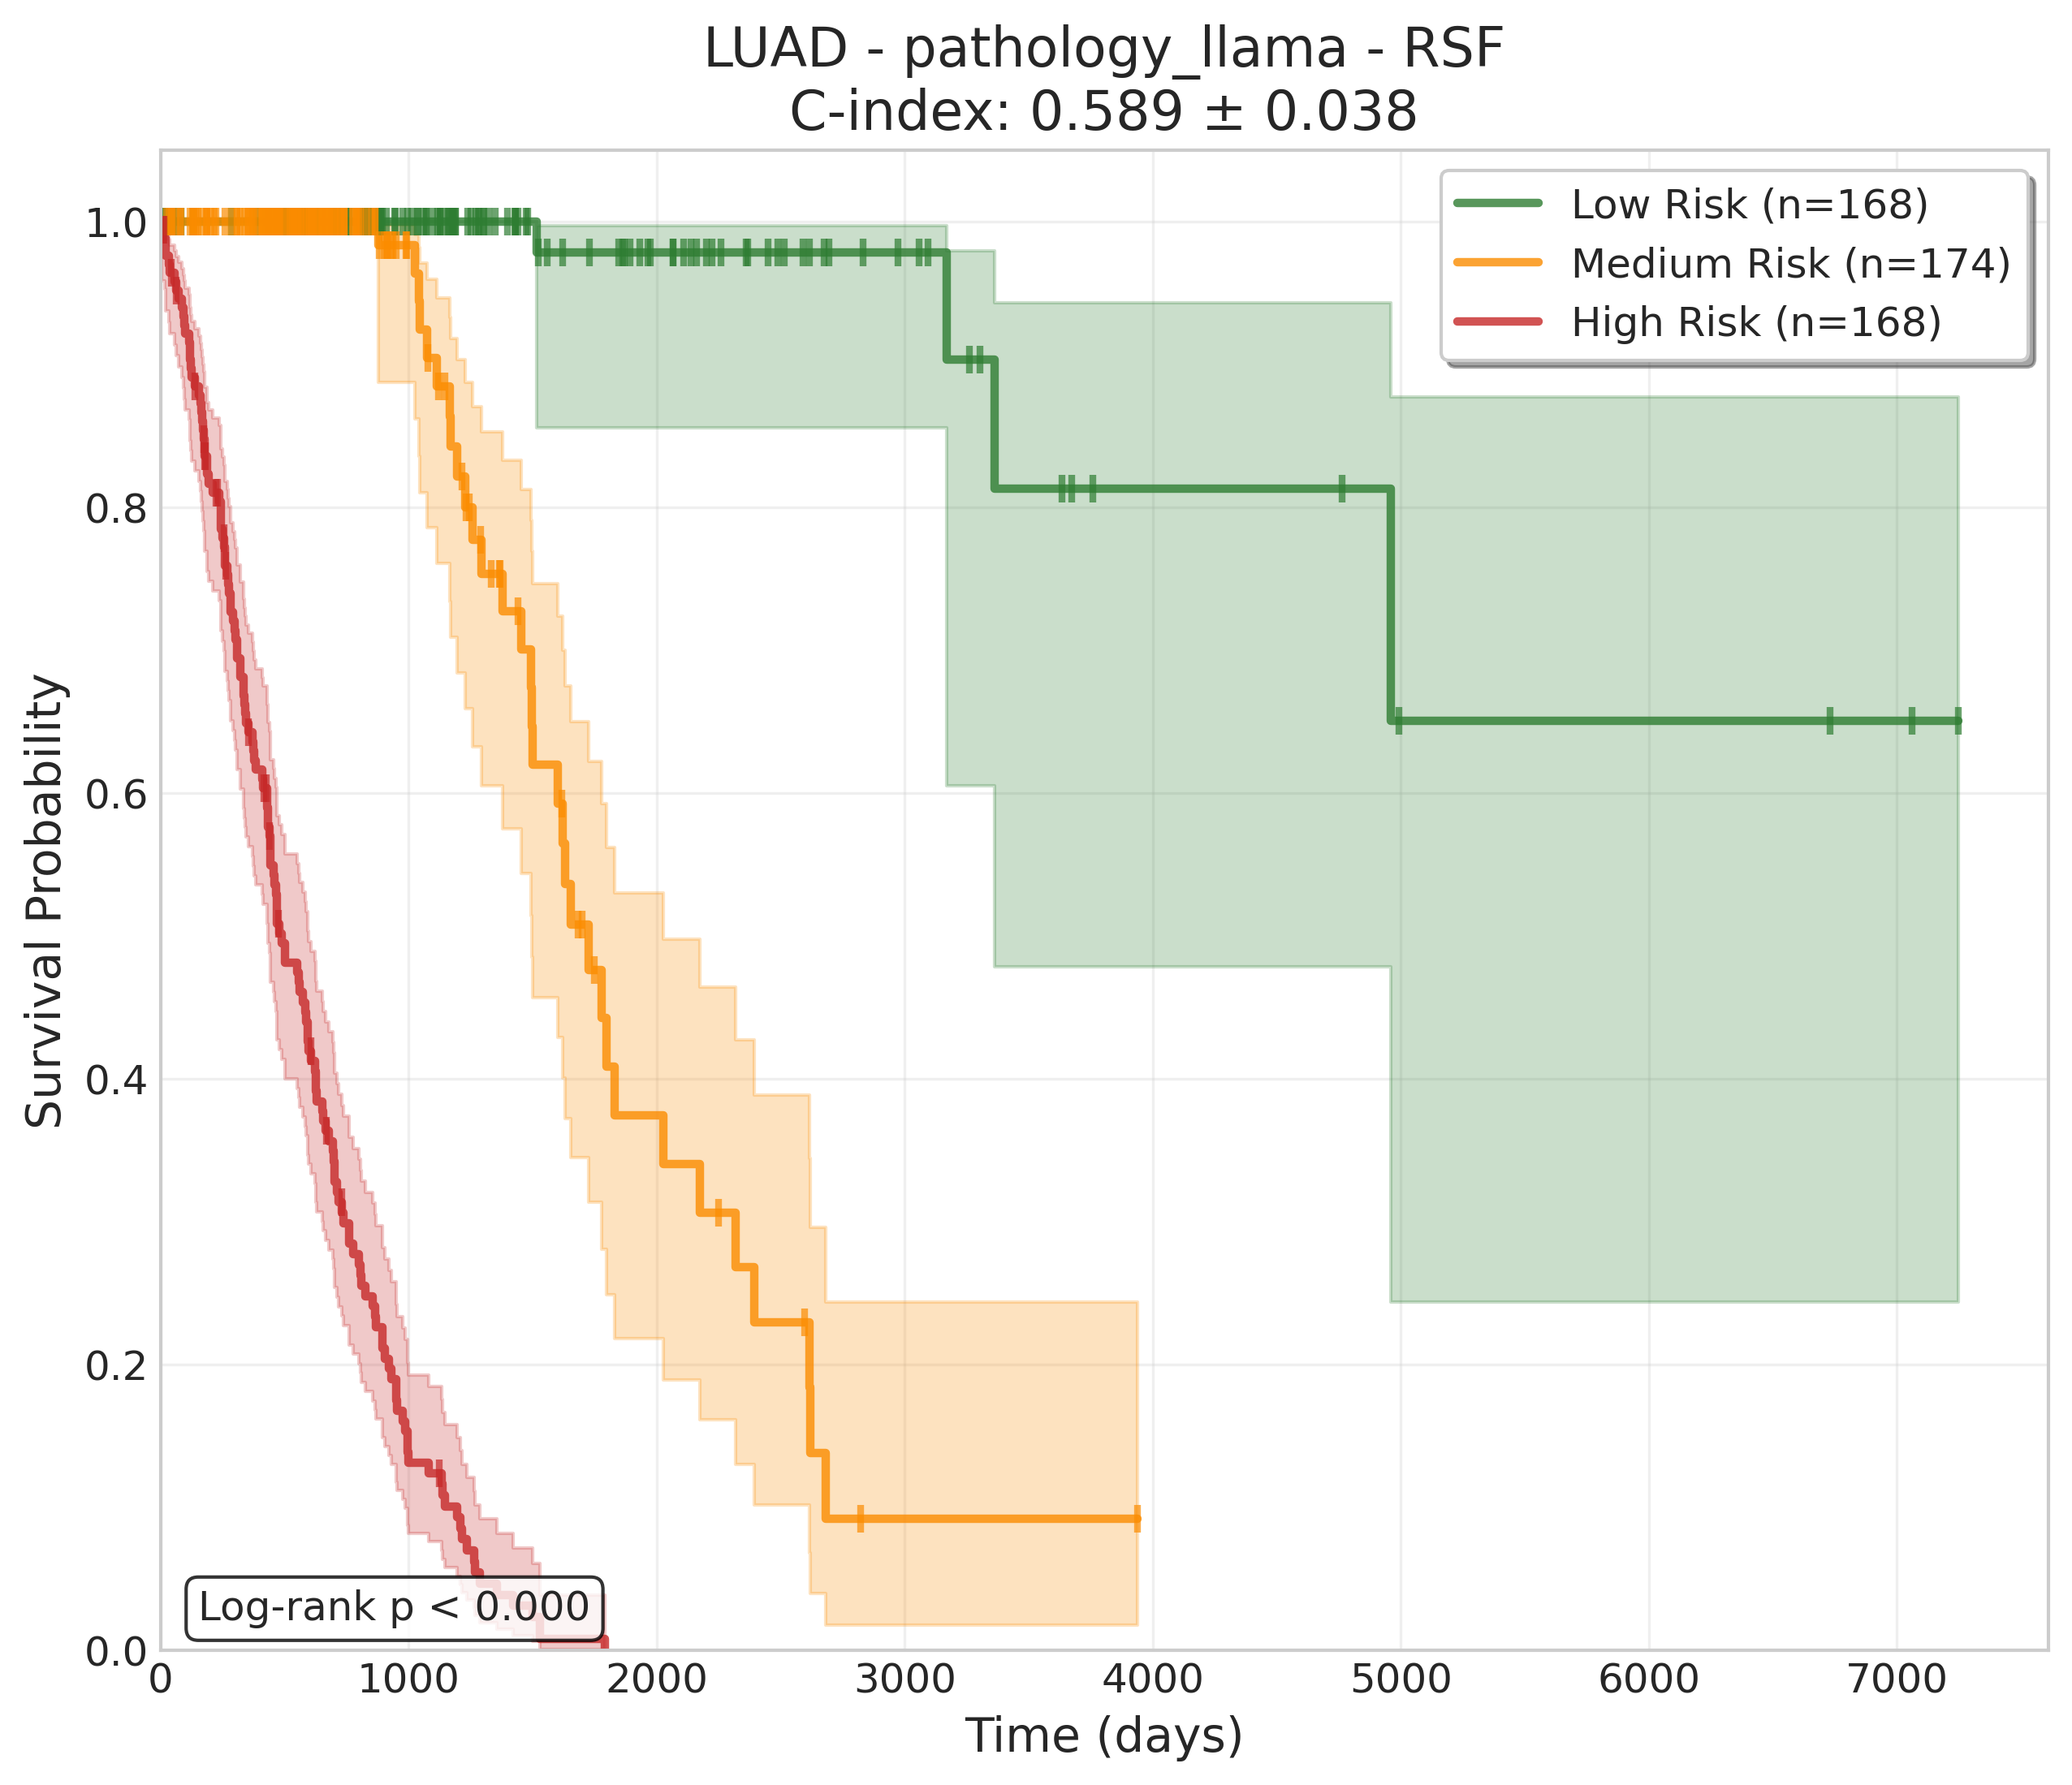 LUAD - pathology_llama - RSF
C-index: 0.589 ± 0.038
Low Risk (n=168)
Medium Risk (n=174)
High Risk (n=168)
Survival Probability
1.0
0.8
0.6
0.4
0.2
0.0
Log-rank p < 0.000
0 1000 2000 3000 4000 5000 6000 7000
Time (days)